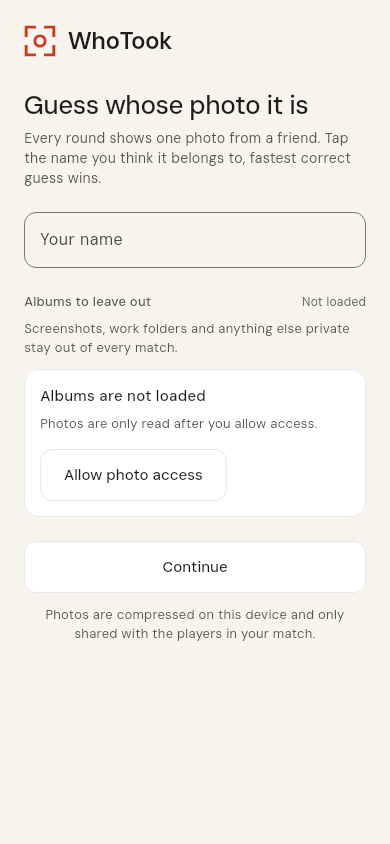 WhoTook
Guess whose photo it is
Every round shows one photo from a friend. Tap
the name you think it belongs to, fastest correct
guess wins.
Your name
Albums to leave out
Not loaded
Screenshots, work folders and anything else private
stay out of every match.
Albums are not loaded
Photos are only read after you allow access.
Allow photo access
Continue
Photos are compressed on this device and only
shared with the players in your match.